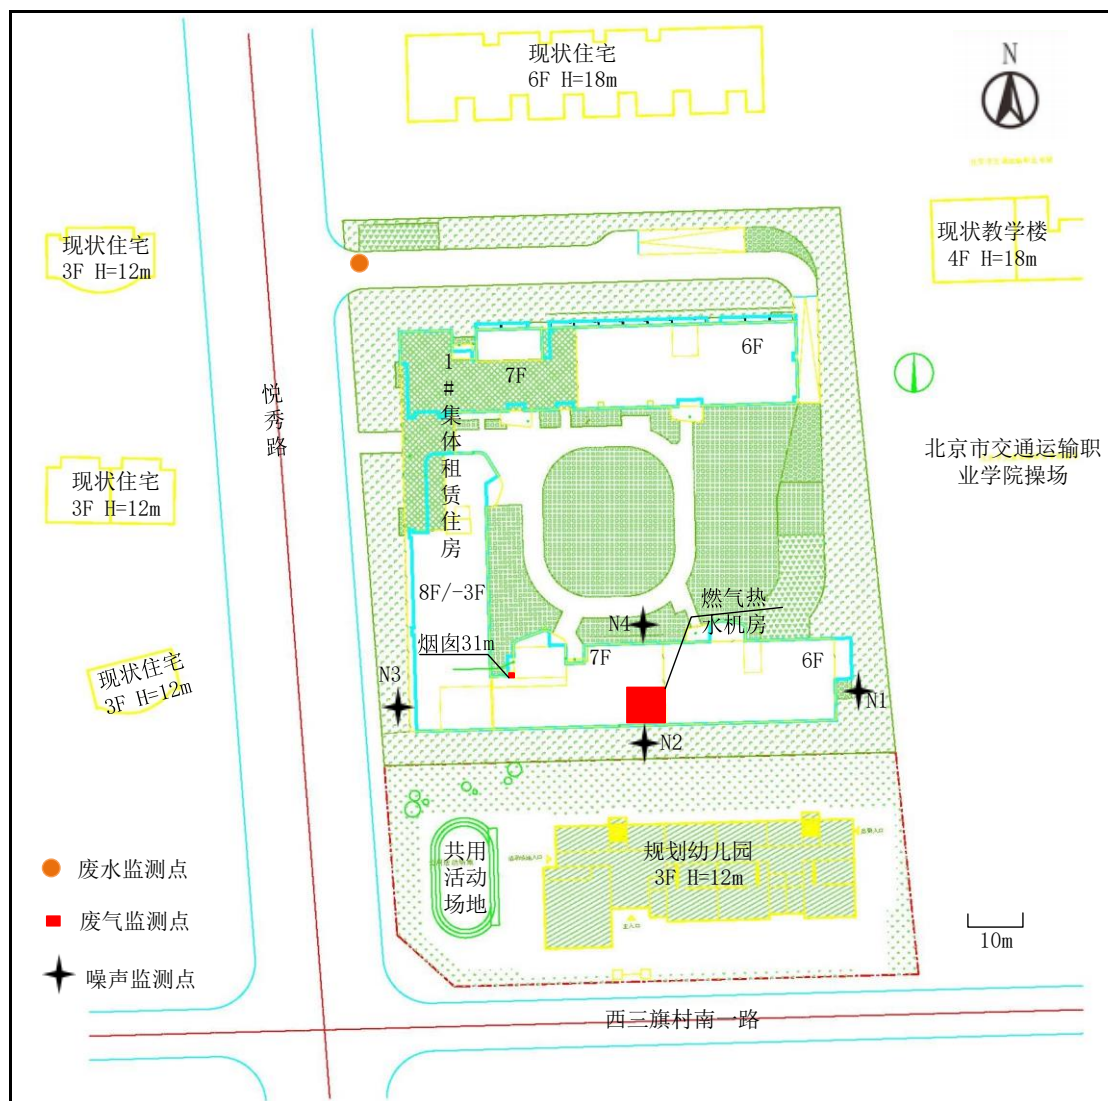 现状住宅
6F H=18m
N
现状住宅
3F H=12m
现状教学楼
4F H=18m
6F
7F
1#集体租赁住房
悦秀路
北京市交通运输职
业学院操场
现状住宅
3F H=12m
8F/-3F
燃气热
水机房
N4
烟囱31m
7F
6F
现状住宅
3F H=12m
N3
N1
N2
共用
活动
场地
规划幼儿园
3F H=12m
主入口
废水监测点
废气监测点
噪声监测点
10m
西三旗村南一路